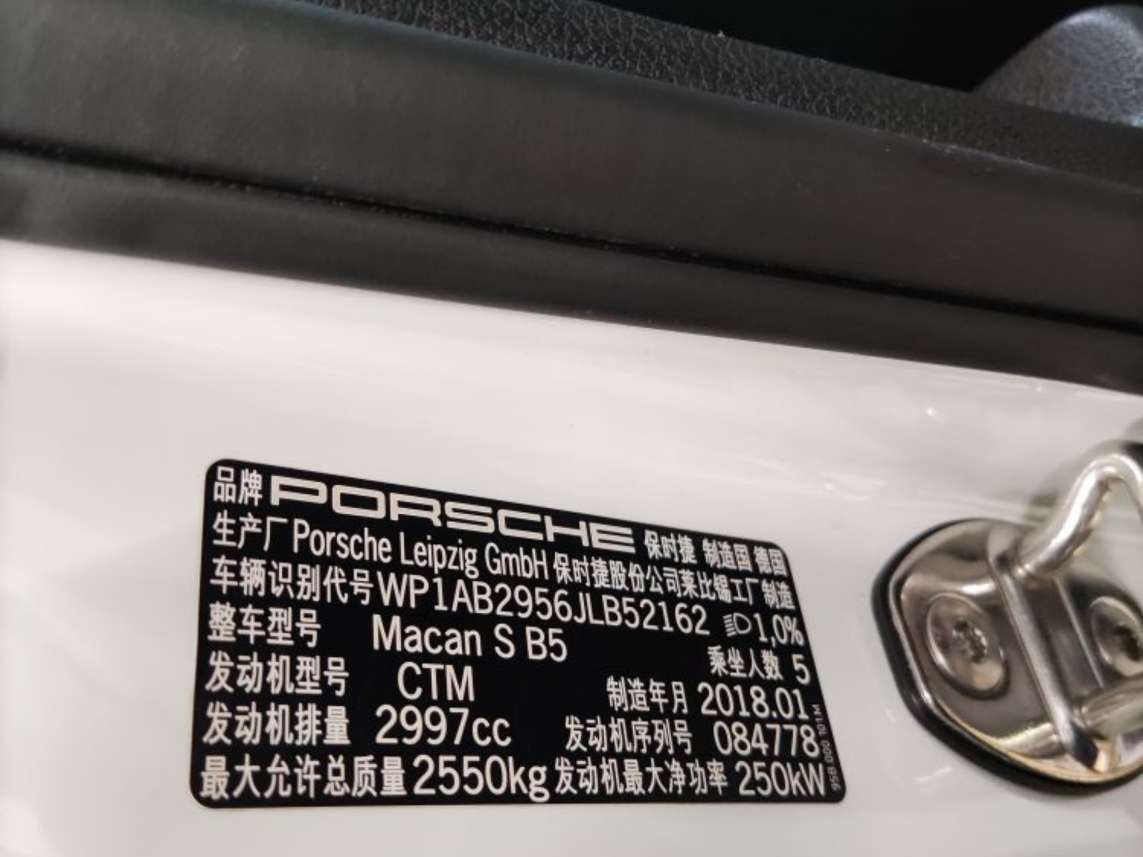 品牌 PORSCHE 保时捷 制造国 德国
生产厂 Porsche Leipzig GmbH 保时捷股份公司莱比锡工厂制造
车辆识别代号 WP1AB2956JLB52162 1,0%
整车型号 Macan S B5 乘坐人数 5
发动机型号 CTM 制造年月 2018.01
发动机排量 2997cc 发动机序列号 084778
最大允许总质量 2550kg 发动机最大净功率 250kW
95B 000 101.M